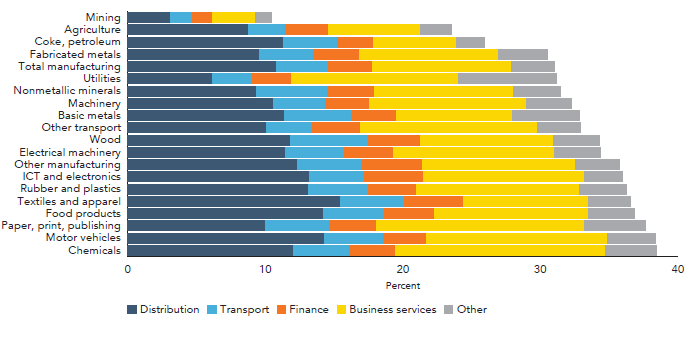 Mining
Agriculture
Coke, petroleum
Fabricated metals
Total manufacturing
Utilities
Nonmetallic minerals
Machinery
Basic metals
Other transport
Wood
Electrical machinery
Other manufacturing
ICT and electronics
Rubber and plastics
Textiles and apparel
Food products
Paper, print, publishing
Motor vehicles
Chemicals
0 10 20 30 40
Percent
Distribution Transport Finance Business services Other